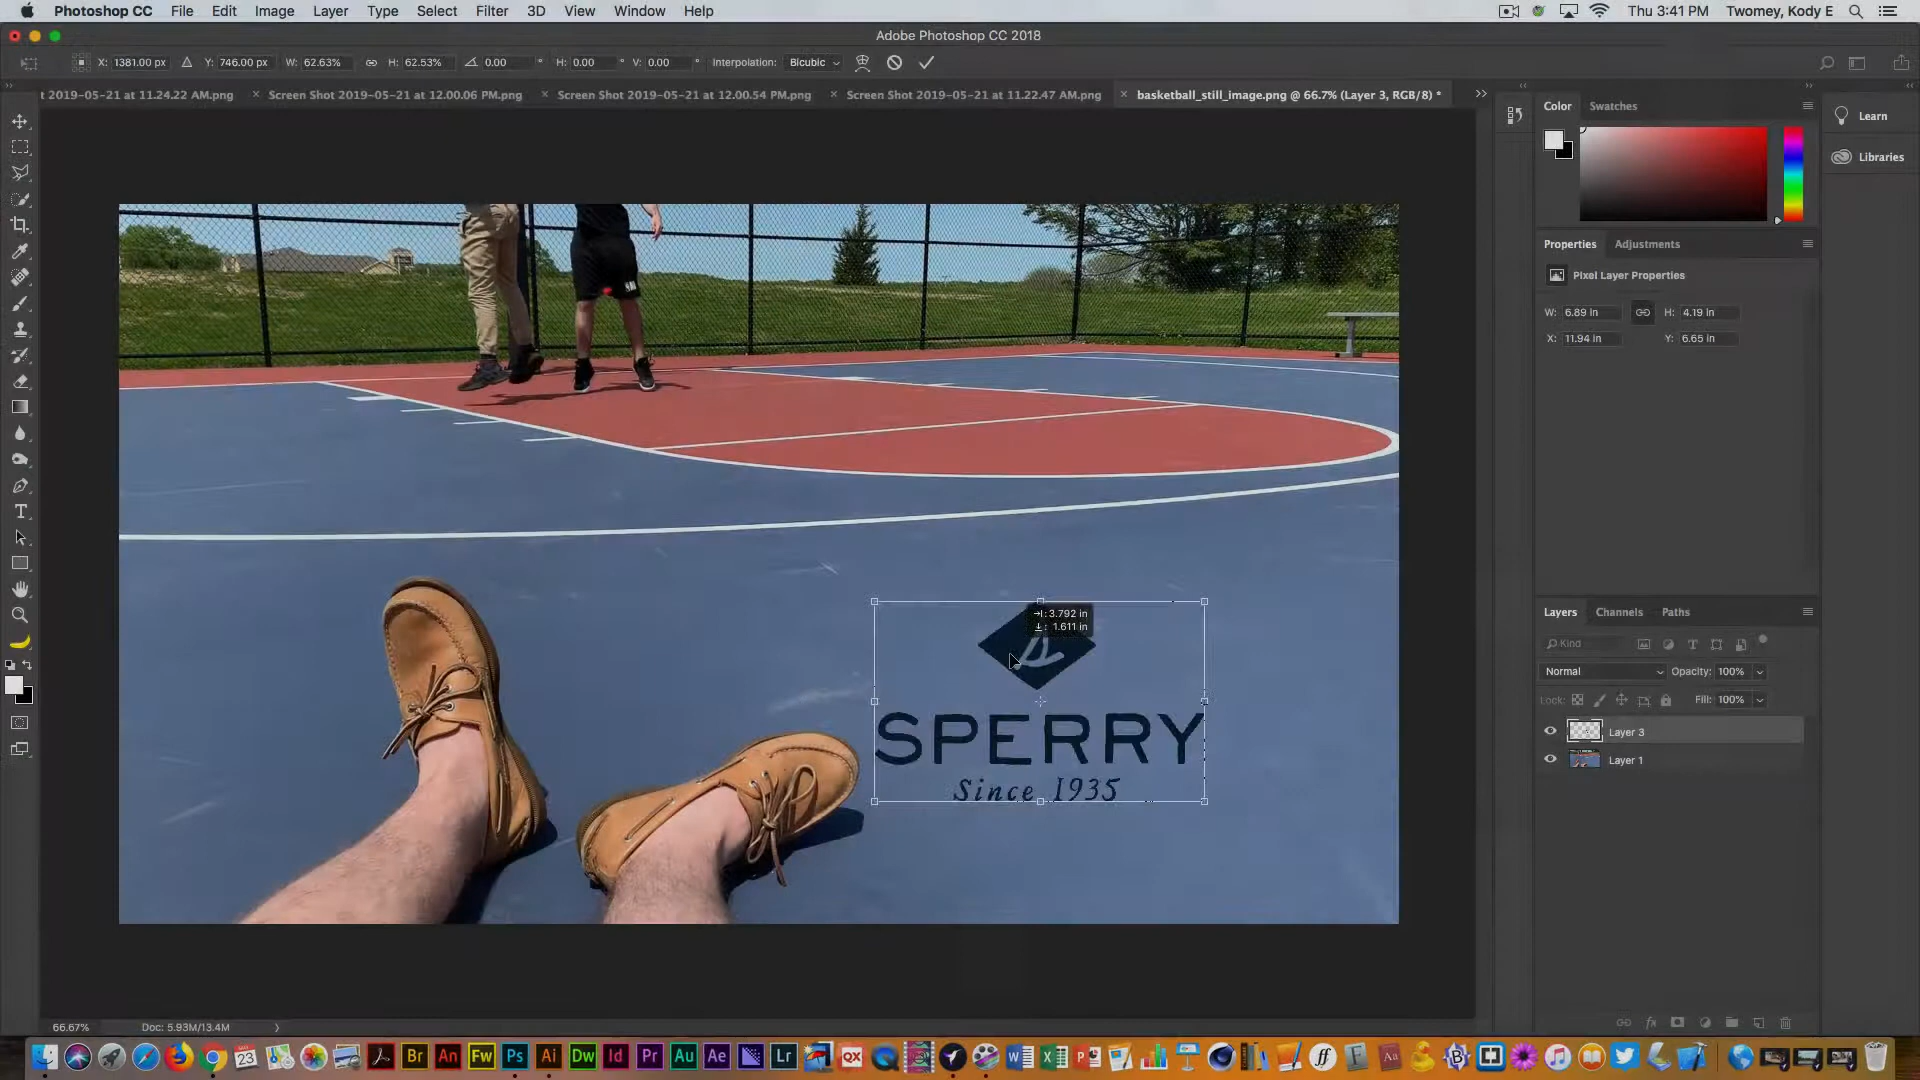 Photoshop CC File Edit Image Layer Type Select Filter 3D View Window Help Thu 3:41 PM Twomey, Kody E
Adobe Photoshop CC 2018
X: 1381.00 px Y: 746.00 px W: 62.63% H: 62.53% 0.00 ° H: 0.00 ° V: 0.00 ° Interpolation: Bicubic
t 2019-05-21 at 11.24.22 AM.png × Screen Shot 2019-05-21 at 12.00.06 PM.png × Screen Shot 2019-05-21 at 12.00.54 PM.png × Screen Shot 2019-05-21 at 11.22.47 AM.png × basketball_still_image.png @ 66.7% (Layer 3, RGB/8) *
Color Swatches
Learn
Libraries
Properties Adjustments
Pixel Layer Properties
W: 6.89 in H: 4.19 in
X: 11.94 in Y: 6.65 in
3.792 in
1.611 in
SPERRY
Since 1935
Layers Channels Paths
Kind
Normal Opacity: 100%
Lock: Fill: 100%
Layer 3
Layer 1
66.67% Doc: 5.93M/13.4M
MAY 23 Br An Fw Ps Ai Dw Id Pr Au Ae Lr QX W X P ff F Aa B